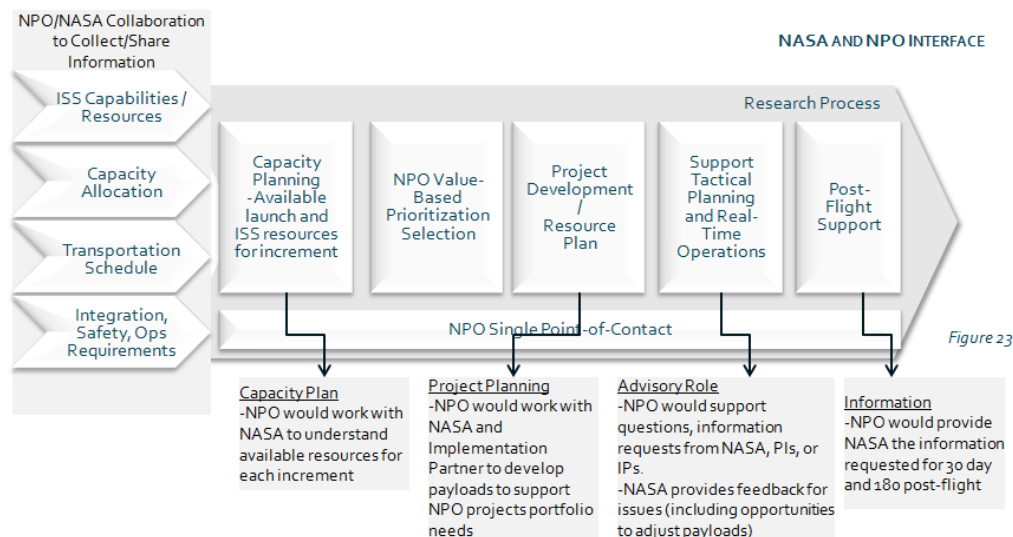 NPO/NASA Collaboration
to Collect/Share
Information
NASA AND NPO INTERFACE
ISS Capabilities /
Resources
Capacity
Allocation
Transportation
Schedule
Integration,
Safety, Ops
Requirements
Research Process
Capacity
Planning
-Available
launch and
ISS resources
for increment
NPO Value-
Based
Prioritization
Selection
Project
Development
/
Resource
Plan
Support
Tactical
Planning
and Real-
Time
Operations
Post-
Flight
Support
NPO Single Point-of-Contact
Figure 23
Capacity Plan
-NPO would work with
NASA to understand
available resources for
each increment
Project Planning
-NPO would work with
NASA and
Implementation
Partner to develop
payloads to support
NPO projects portfolio
needs
Advisory Role
-NPO would support
questions, information
requests from NASA, PIs, or
IPs.
-NASA provides feedback for
issues (including opportunities
to adjust payloads)
Information
-NPO would provide
NASA the information
requested for 30 day
and 180 post-flight